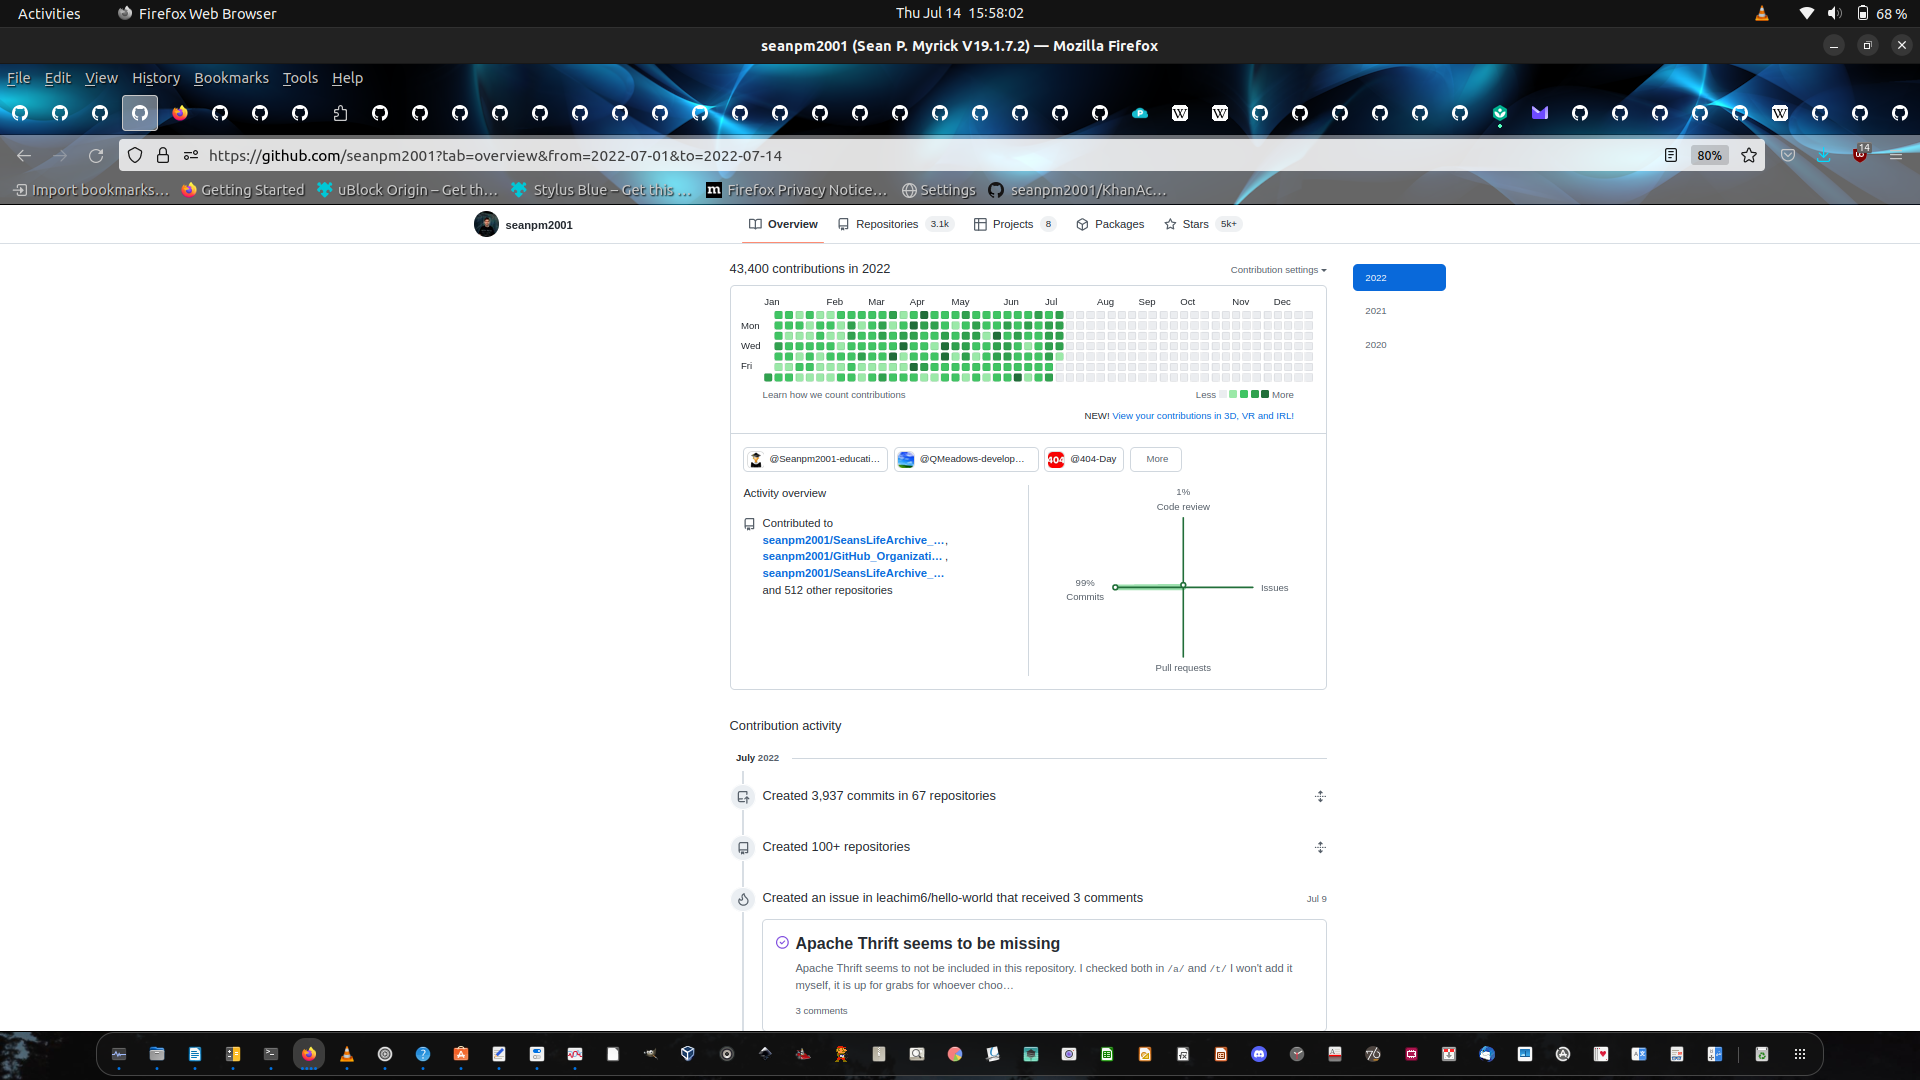 Activities
Firefox Web Browser
Thu Jul 14 15:58:02
68 %
seanpm2001 (Sean P. Myrick V19.1.7.2) — Mozilla Firefox
File Edit View History Bookmarks Tools Help
https://github.com/seanpm2001?tab=overview&from=2022-07-01&to=2022-07-14
80%
14
Import bookmarks…
Getting Started
uBlock Origin – Get th…
Stylus Blue – Get this …
Firefox Privacy Notice…
Settings
seanpm2001/KhanAc…
seanpm2001
Overview
Repositories 3.1k
Projects 8
Packages
Stars 5k+
43,400 contributions in 2022
Contribution settings
2022
2021
2020
Jan Feb Mar Apr May Jun Jul Aug Sep Oct Nov Dec
Mon
Wed
Fri
Learn how we count contributions
Less More
NEW! View your contributions in 3D, VR and IRL!
@Seanpm2001-educati…
@QMeadows-develop…
404 @404-Day
More
Activity overview
Contributed to
seanpm2001/SeansLifeArchive_…,
seanpm2001/GitHub_Organizati… ,
seanpm2001/SeansLifeArchive_…
and 512 other repositories
1%
Code review
99%
Commits
Issues
Pull requests
Contribution activity
July 2022
Created 3,937 commits in 67 repositories
Created 100+ repositories
Created an issue in leachim6/hello-world that received 3 comments
Jul 9
Apache Thrift seems to be missing
Apache Thrift seems to not be included in this repository. I checked both in /a/ and /t/ I won't add it
myself, it is up for grabs for whoever choo…
3 comments